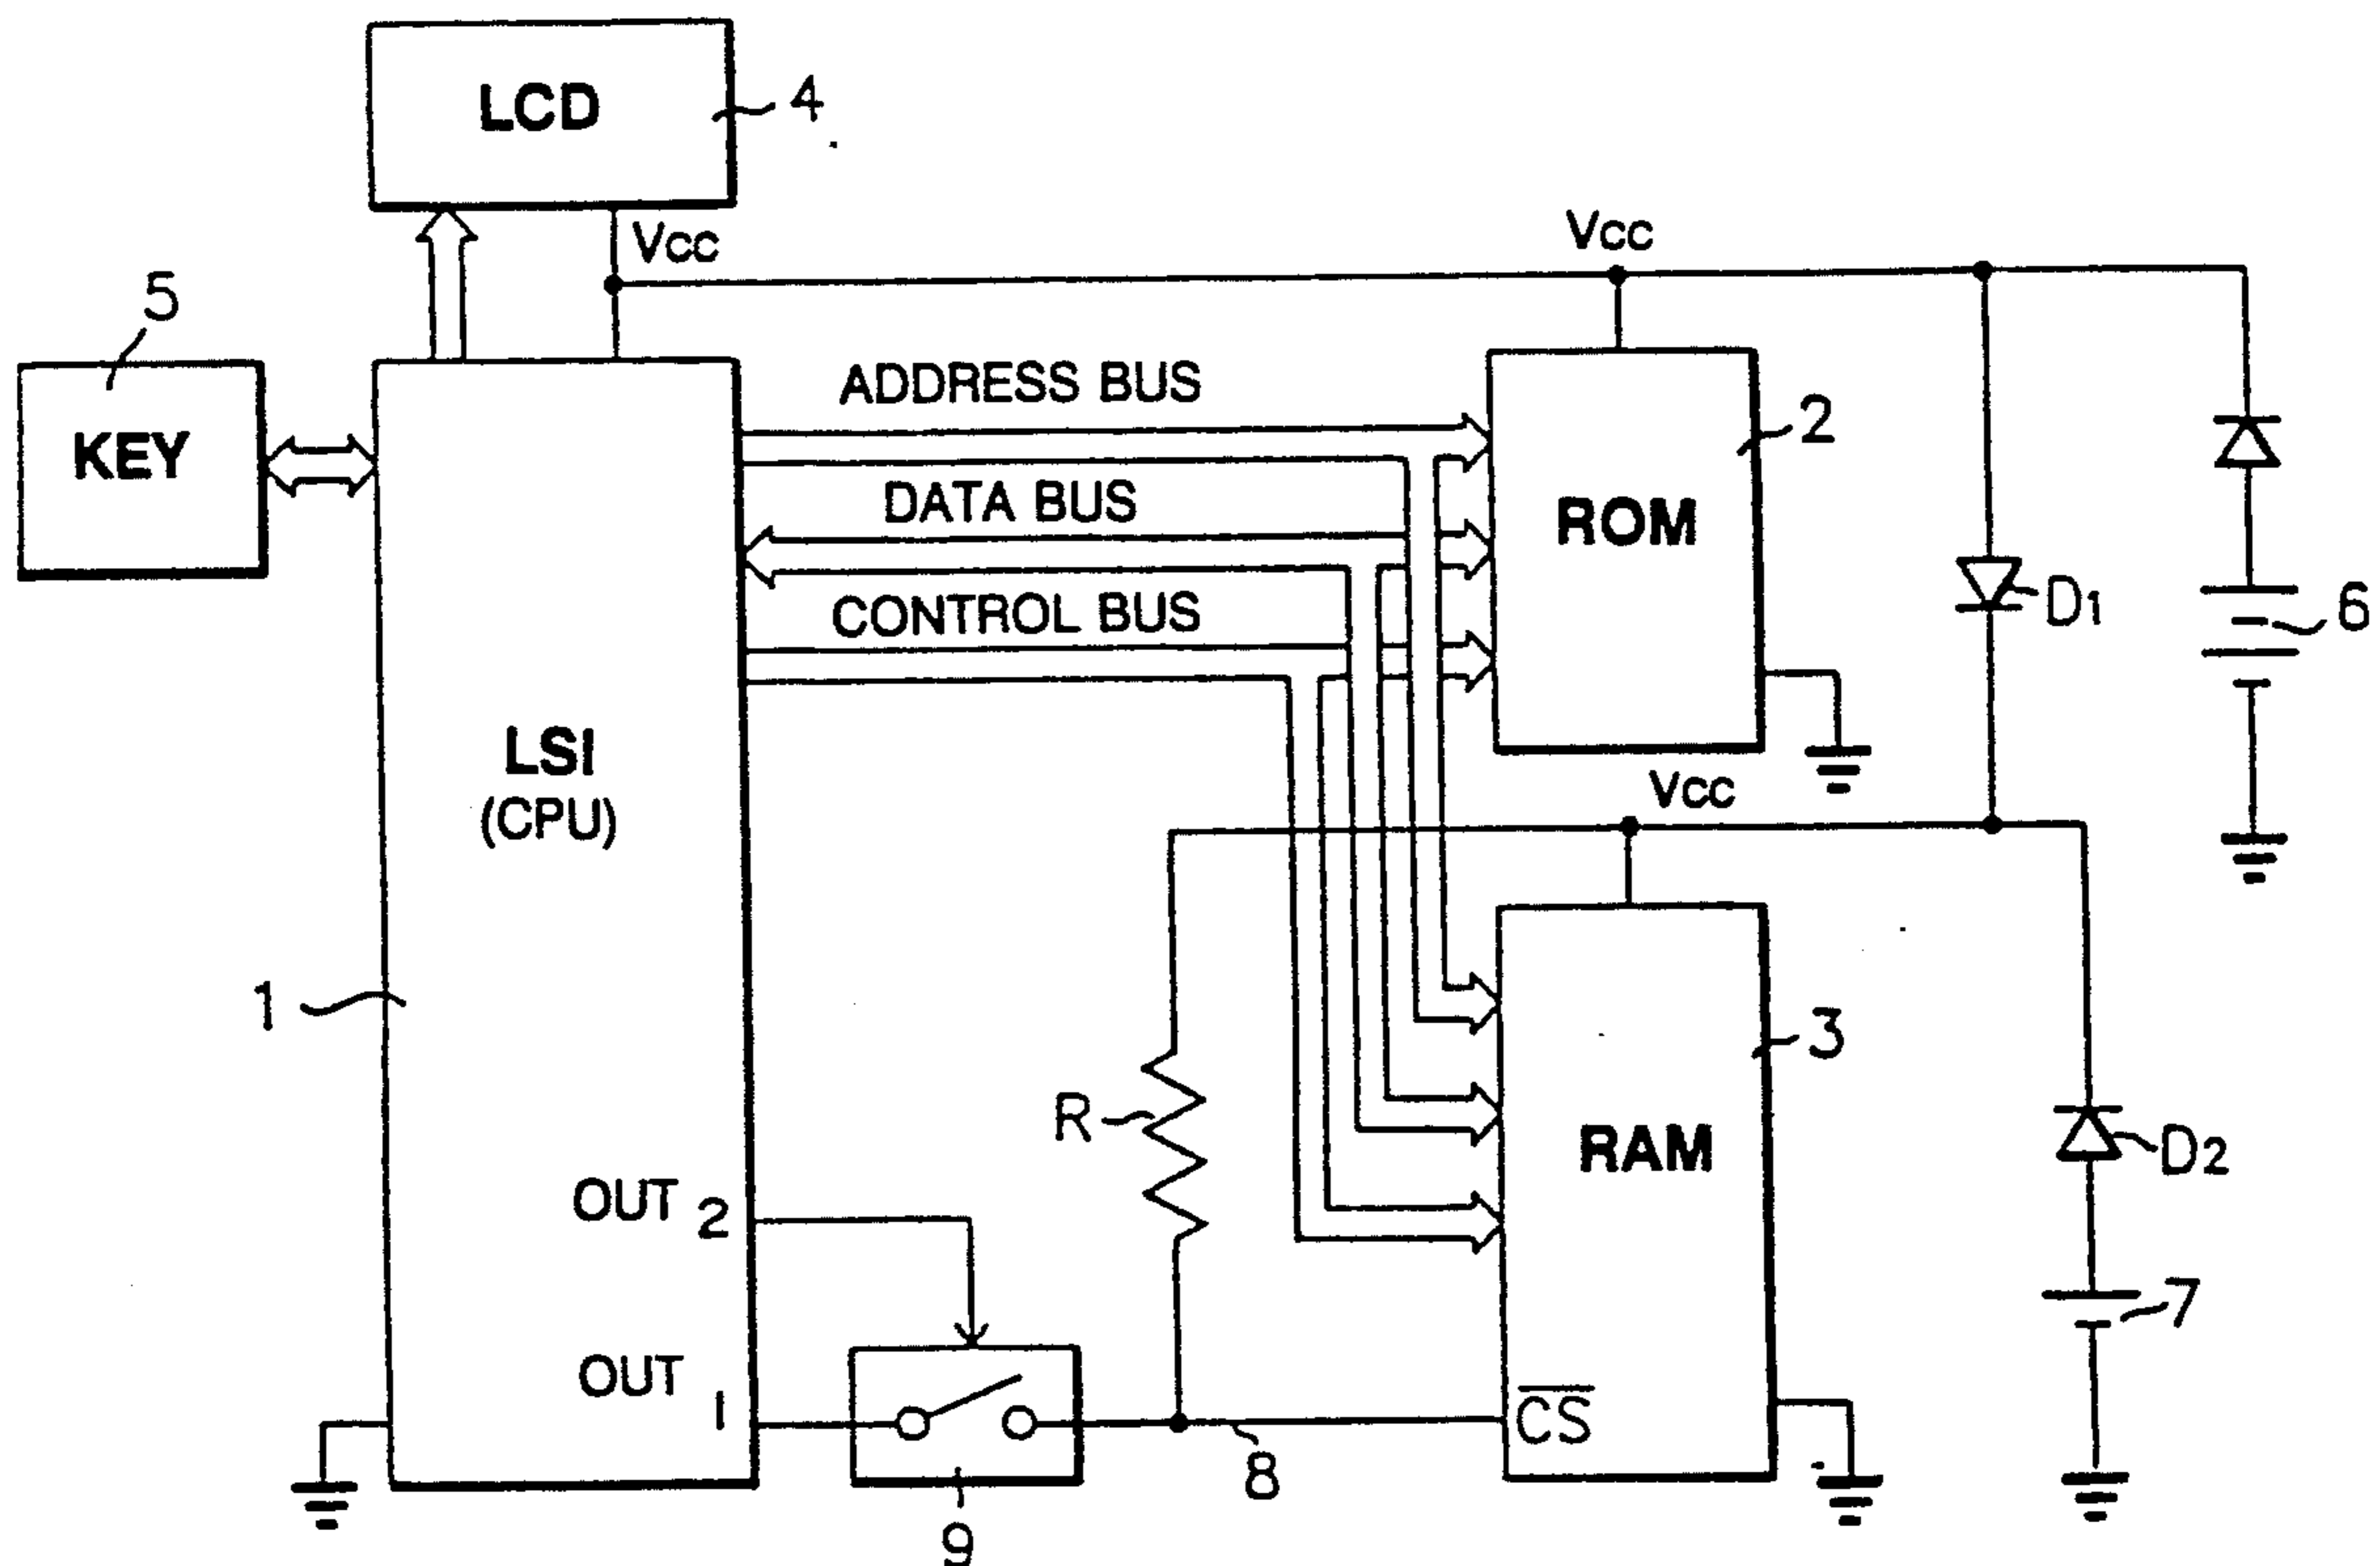 LCD
4
VCC
VCC
5
KEY
ADDRESS BUS
2
DATA BUS
ROM
D1
6
CONTROL BUS
LSI
(CPU)
VCC
1
3
R
RAM
D2
OUT 2
7
OUT 1
CS
8
9